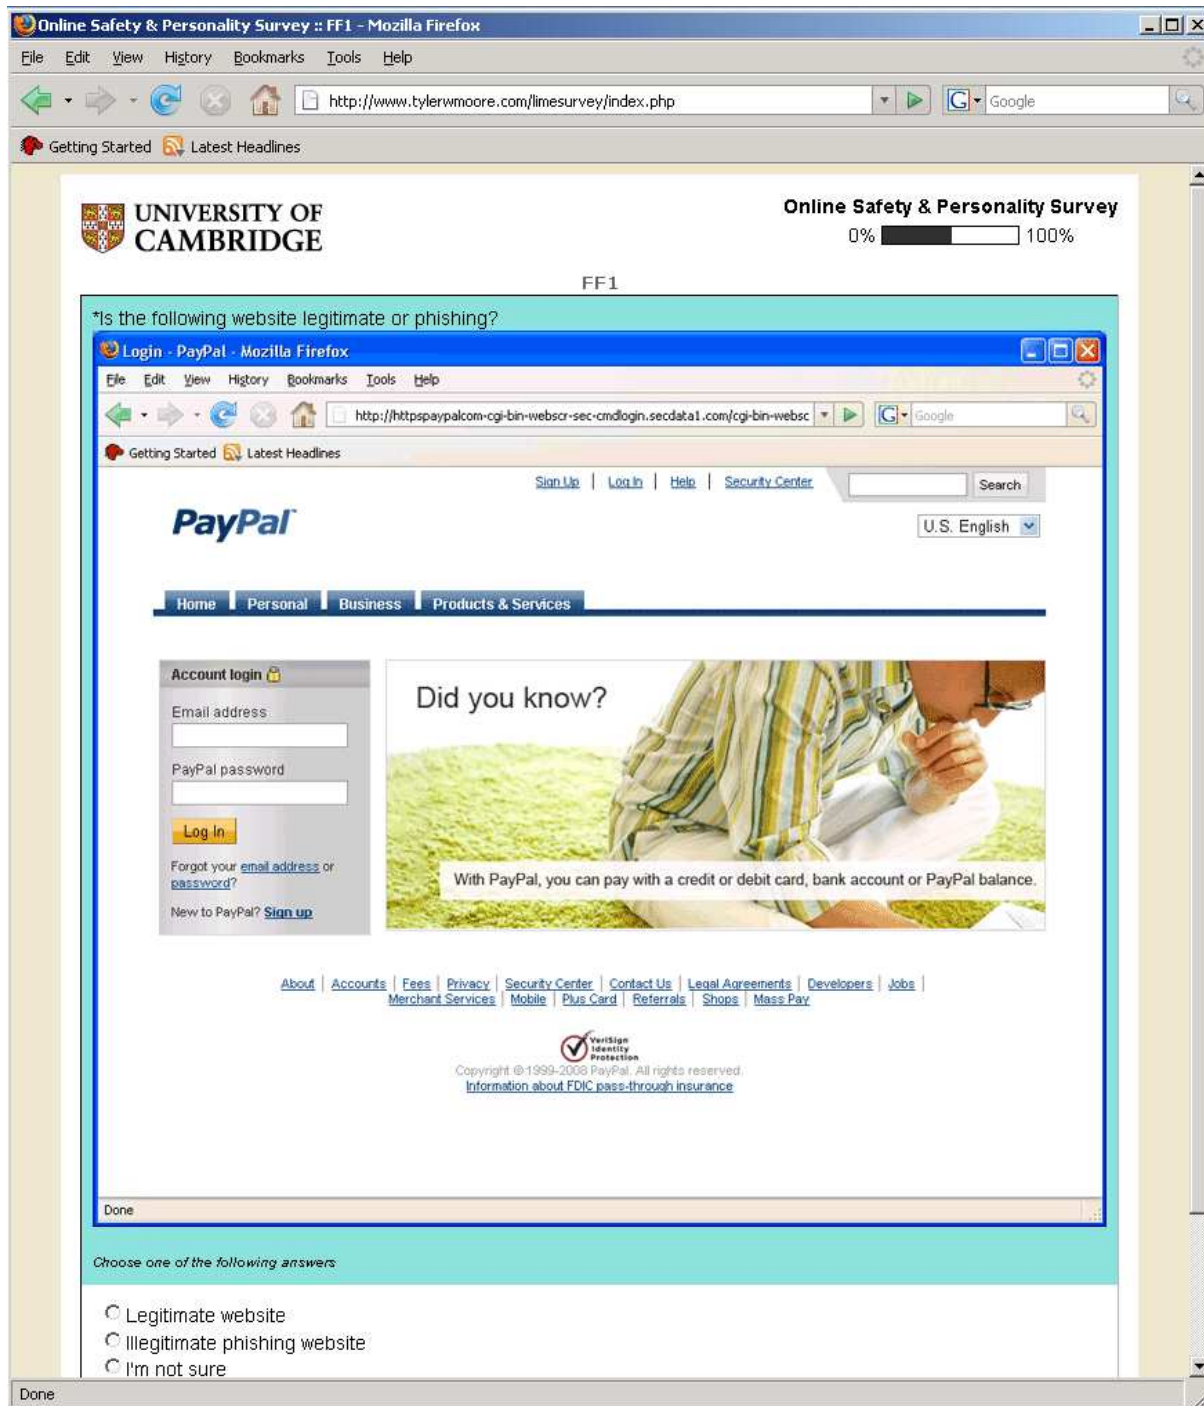 Online Safety & Personality Survey :: FF1 - Mozilla Firefox
File Edit View History Bookmarks Tools Help
http://www.tylerwmoore.com/limesurvey/index.php
G Google
Getting Started Latest Headlines
UNIVERSITY OF
CAMBRIDGE
Online Safety & Personality Survey
0% 100%
FF1
*Is the following website legitimate or phishing?
Login - PayPal - Mozilla Firefox
File Edit View History Bookmarks Tools Help
http://httpspaypalcom-cgi-bin-webscr-sec-cmdlogin.secdata1.com/cgi-bin-websc
G Google
Getting Started Latest Headlines
Sign Up | Log In | Help | Security Center
Search
PayPal
U.S. English
Home Personal Business Products & Services
Account login
Email address
PayPal password
Log In
Forgot your email address or
password?
New to PayPal? Sign up
Did you know?
With PayPal, you can pay with a credit or debit card, bank account or PayPal balance.
About | Accounts | Fees | Privacy | Security Center | Contact Us | Legal Agreements | Developers | Jobs |
Merchant Services | Mobile | Plus Card | Referrals | Shops | Mass Pay
VeriSign
Identity
Protection
Copyright © 1999-2008 PayPal. All rights reserved.
Information about FDIC pass-through insurance
Done
Choose one of the following answers
Legitimate website
Illegitimate phishing website
I'm not sure
Done